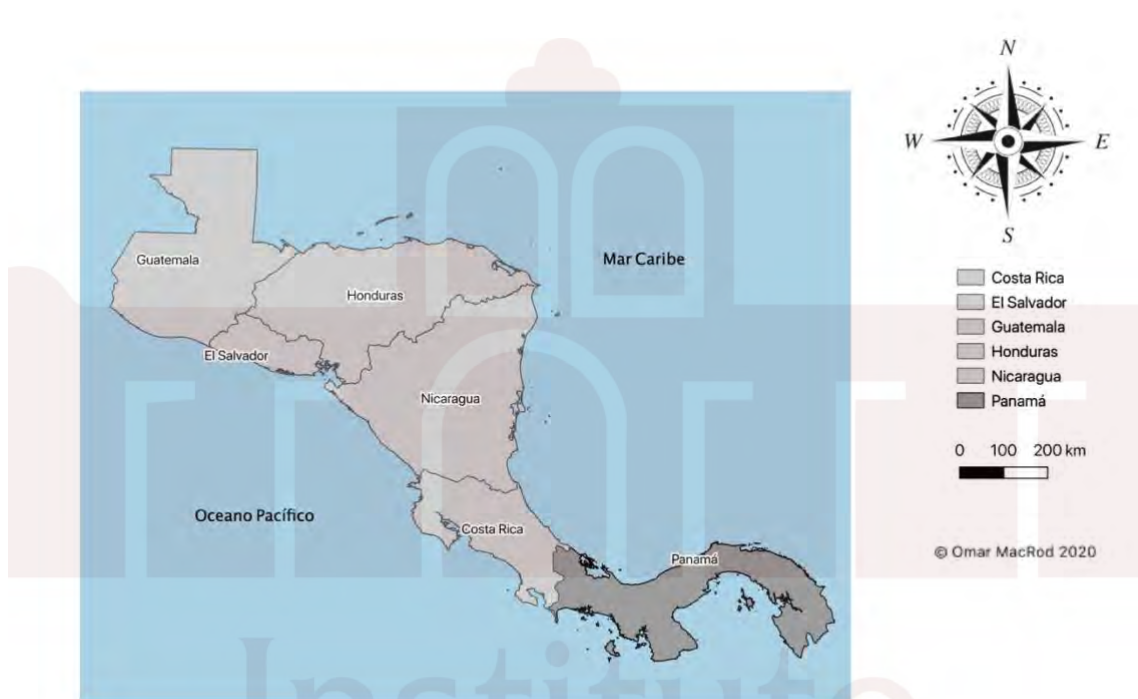 N
W
E
S
Guatemala
Mar Caribe
Honduras
Costa Rica
El Salvador
Guatemala
Honduras
Nicaragua
Panamá
El Salvador
Nicaragua
0 100 200 km
Oceano Pacífico
Costa Rica
© Omar MacRod 2020
Panamá
Instituto